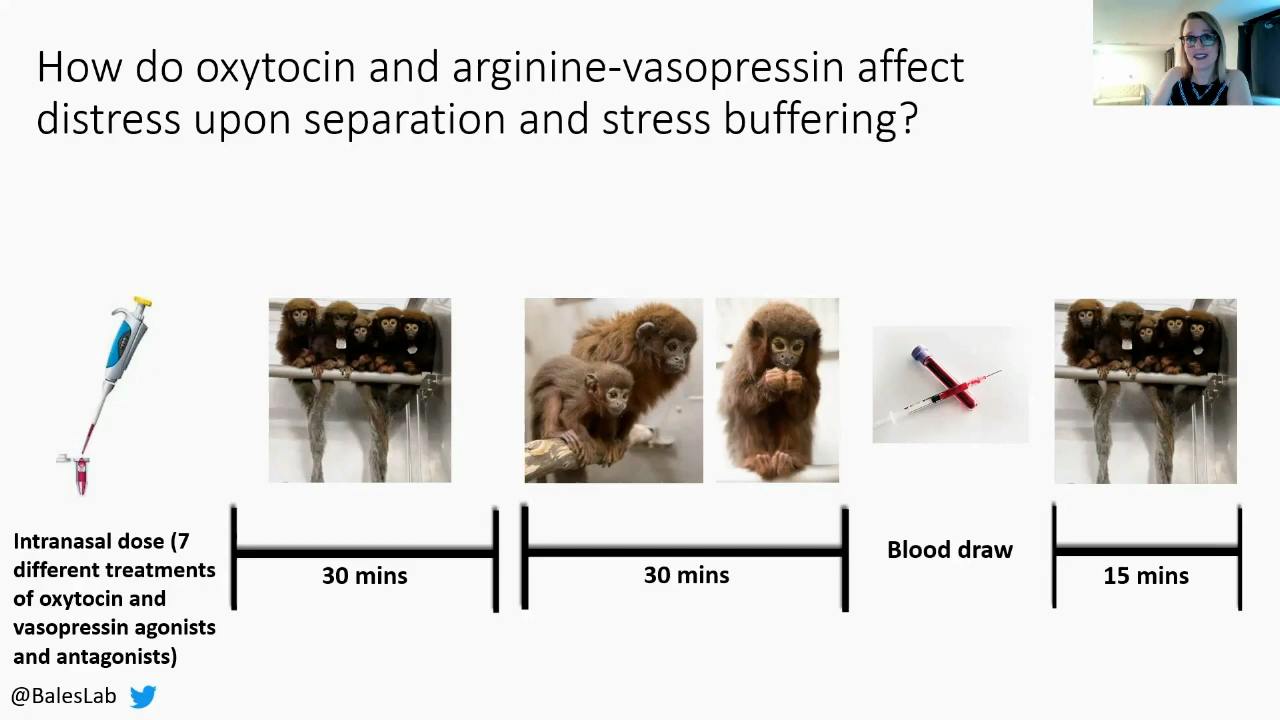 How do oxytocin and arginine-vasopressin affect
distress upon separation and stress buffering?
Intranasal dose (7
different treatments
of oxytocin and
vasopressin agonists
and antagonists)
30 mins
30 mins
Blood draw
15 mins
@BalesLab